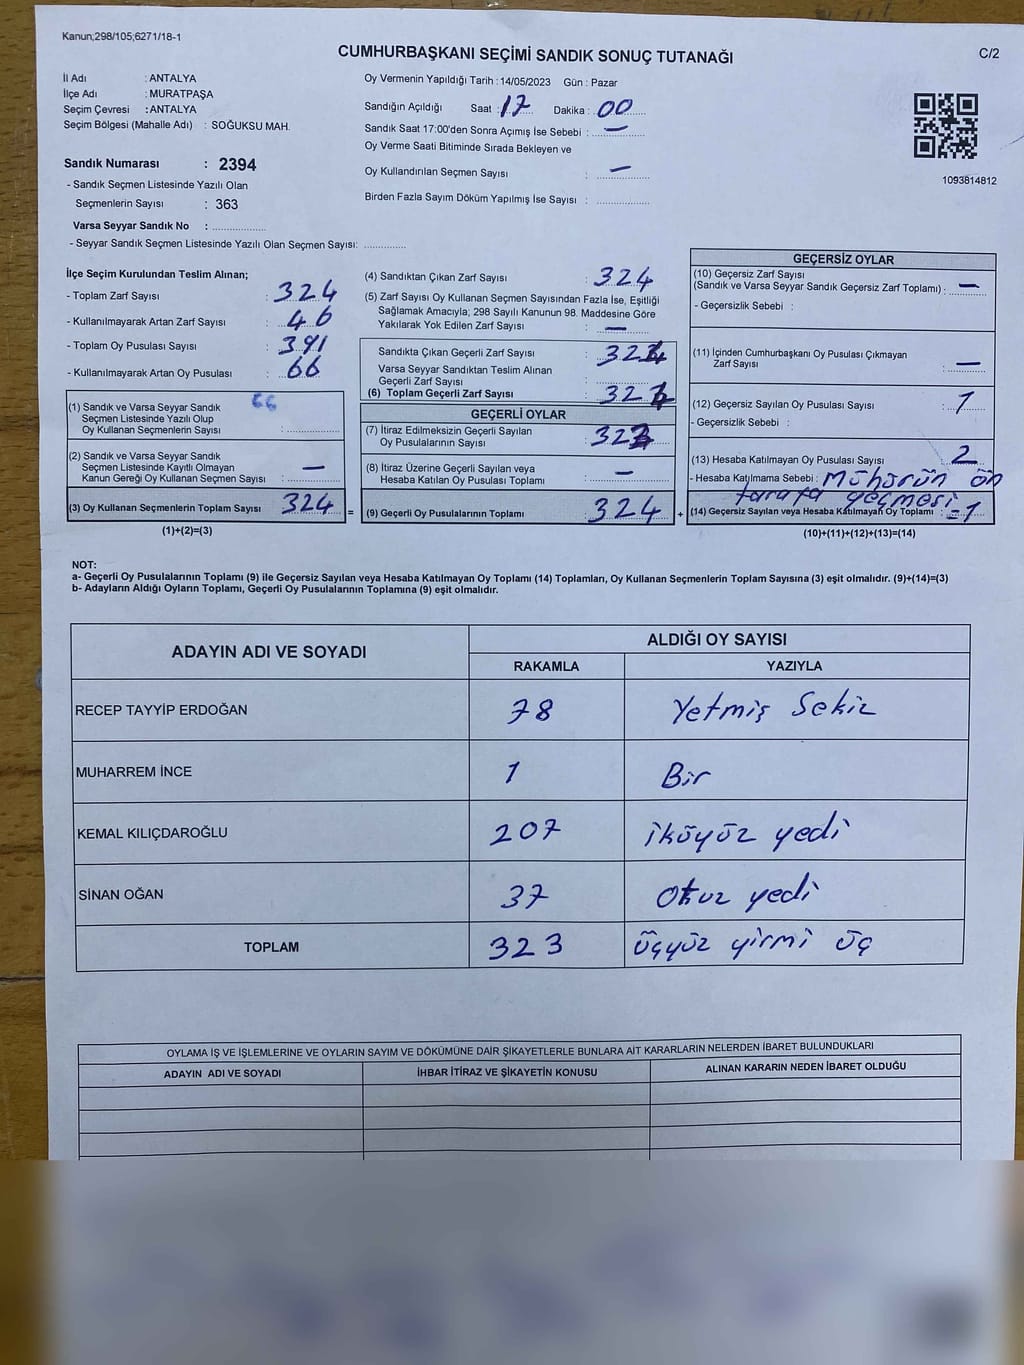 Kanun;298/105;6271/18-1
CUMHURBAŞKANI SEÇİMİ SANDIK SONUÇ TUTANAĞI
C/2
İl Adı : ANTALYA
İlçe Adı : MURATPAŞA
Seçim Çevresi : ANTALYA
Seçim Bölgesi (Mahalle Adı) : SOĞUKSU MAH.
Sandık Numarası : 2394
- Sandık Seçmen Listesinde Yazılı Olan
Seçmenlerin Sayısı : 363
Varsa Seyyar Sandık No :
- Seyyar Sandık Seçmen Listesinde Yazılı Olan Seçmen Sayısı:
Oy Vermenin Yapıldığı Tarih : 14/05/2023 Gün : Pazar
Sandığın Açıldığı Saat : 17 Dakika : 00
Sandık Saat 17:00'den Sonra Açımış İse Sebebi : —
Oy Verme Saati Bitiminde Sırada Bekleyen ve
Oy Kullandırılan Seçmen Sayısı : —
Birden Fazla Sayım Döküm Yapılmış İse Sayısı :
1093814812
İlçe Seçim Kurulundan Teslim Alınan;
- Toplam Zarf Sayısı : 324
- Kullanılmayarak Artan Zarf Sayısı : 46
- Toplam Oy Pusulası Sayısı : 391
- Kullanılmayarak Artan Oy Pusulası : 66
(1) Sandık ve Varsa Seyyar Sandık 66
Seçmen Listesinde Yazılı Olup
Oy Kullanan Seçmenlerin Sayısı :
(2) Sandık ve Varsa Seyyar Sandık
Seçmen Listesinde Kayıtlı Olmayan
Kanun Gereği Oy Kullanan Seçmen Sayısı : —
(3) Oy Kullanan Seçmenlerin Toplam Sayısı : 324 =
(1)+(2)=(3)
(4) Sandıktan Çıkan Zarf Sayısı : 324
(5) Zarf Sayısı Oy Kullanan Seçmen Sayısından Fazla İse, Eşitliği
Sağlamak Amacıyla; 298 Sayılı Kanunun 98. Maddesine Göre
Yakılarak Yok Edilen Zarf Sayısı : —
Sandıkta Çıkan Geçerli Zarf Sayısı :
Varsa Seyyar Sandıktan Teslim Alınan
Geçerli Zarf Sayısı :
(6) Toplam Geçerli Zarf Sayısı :
GEÇERLİ OYLAR
(7) İtiraz Edilmeksizin Geçerli Sayılan
Oy Pusulalarının Sayısı :
(8) İtiraz Üzerine Geçerli Sayılan veya
Hesaba Katılan Oy Pusulası Toplamı : —
(9) Geçerli Oy Pusulalarının Toplamı : 324 +
GEÇERSİZ OYLAR
(10) Geçersiz Zarf Sayısı
(Sandık ve Varsa Seyyar Sandık Geçersiz Zarf Toplamı) : —
- Geçersizlik Sebebi :
(11) İçinden Cumhurbaşkanı Oy Pusulası Çıkmayan
Zarf Sayısı : —
(12) Geçersiz Sayılan Oy Pusulası Sayısı : 1
- Geçersizlik Sebebi :
(13) Hesaba Katılmayan Oy Pusulası Sayısı : 2
- Hesaba Katılmama Sebebi : mühürün ön
tarafa geçmesi
(14) Geçersiz Sayılan veya Hesaba Katılmayan Oy Toplamı : -1
(10)+(11)+(12)+(13)=(14)
NOT:
a- Geçerli Oy Pusulalarının Toplamı (9) ile Geçersiz Sayılan veya Hesaba Katılmayan Oy Toplamı (14) Toplamları, Oy Kullanan Seçmenlerin Toplam Sayısına (3) eşit olmalıdır. (9)+(14)=(3)
b- Adayların Aldığı Oyların Toplamı, Geçerli Oy Pusulalarının Toplamına (9) eşit olmalıdır.
ADAYIN ADI VE SOYADI ALDIĞI OY SAYISI
RAKAMLA YAZIYLA
RECEP TAYYİP ERDOĞAN 78 Yetmiş Sekiz
MUHARREM İNCE 1 Bir
KEMAL KILIÇDAROĞLU 207 iküyüz yedi
SİNAN OĞAN 37 Otuz yedi
TOPLAM 323 üçyüz yirmi üç
OYLAMA İŞ VE İŞLEMLERİNE VE OYLARIN SAYIM VE DÖKÜMÜNE DAİR ŞİKAYETLERLE BUNLARA AİT KARARLARIN NELERDEN İBARET BULUNDUKLARI
ADAYIN ADI VE SOYADI İHBAR İTİRAZ VE ŞİKAYETİN KONUSU ALINAN KARARIN NEDEN İBARET OLDUĞU